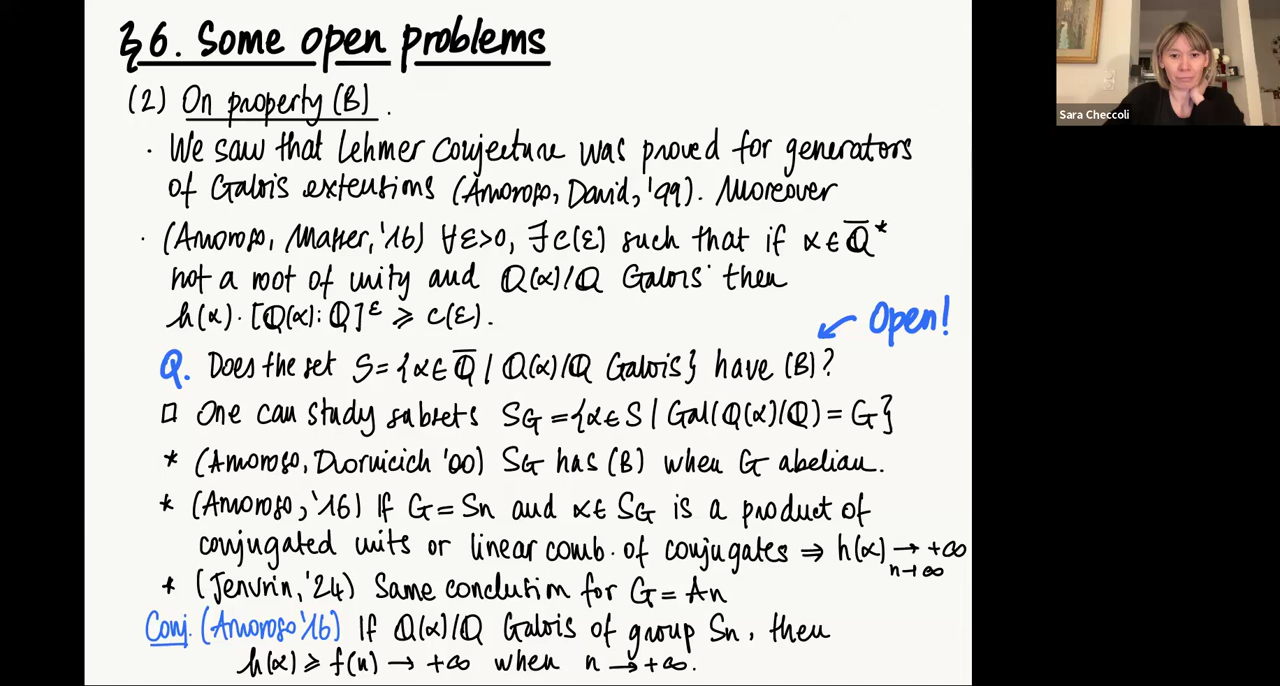 §6. Some open problems
(2) On property (B).
· We saw that Lehmer Conjecture was proved for generators
of Galois extensions (Amoroso, David, '99). Moreover
· (Amoroso, Masser, '16) ∀ε>0, ∃ c(ε) such that if α ∈ Q̅*
not a root of unity and Q(α)/Q Galois then
h(α)·[Q(α):Q]^ε ⩾ c(ε).
Open!
Q. Does the set S={α∈Q̅ | Q(α)/Q Galois} have (B)?
□ One can study subsets S_G={α∈S | Gal(Q(α)/Q)=G}
* (Amoroso, Dvornicich '00) S_G has (B) when G abelian.
* (Amoroso, '16) If G=Sn and α∈S_G is a product of
conjugated units or linear comb. of conjugates ⇒ h(α) → +∞
n→∞
* (Jenvrin, '24) Same conclusion for G=An
Conj. (Amoroso '16) If Q(α)/Q Galois of group Sn, then
h(α) ⩾ f(n) → +∞ when n → +∞.
Sara Checcoli